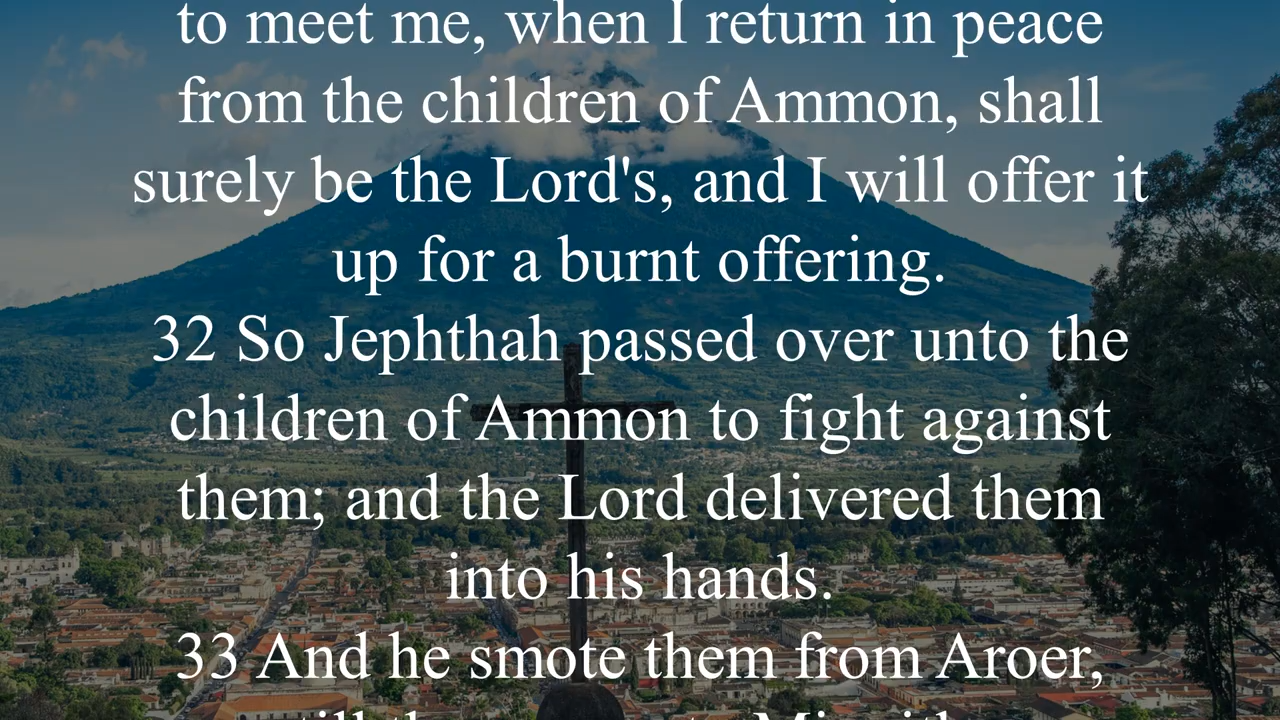 to meet me, when I return in peace
from the children of Ammon, shall
surely be the Lord's, and I will offer it
up for a burnt offering.
32 So Jephthah passed over unto the
children of Ammon to fight against
them; and the Lord delivered them
into his hands.
33 And he smote them from Aroer,